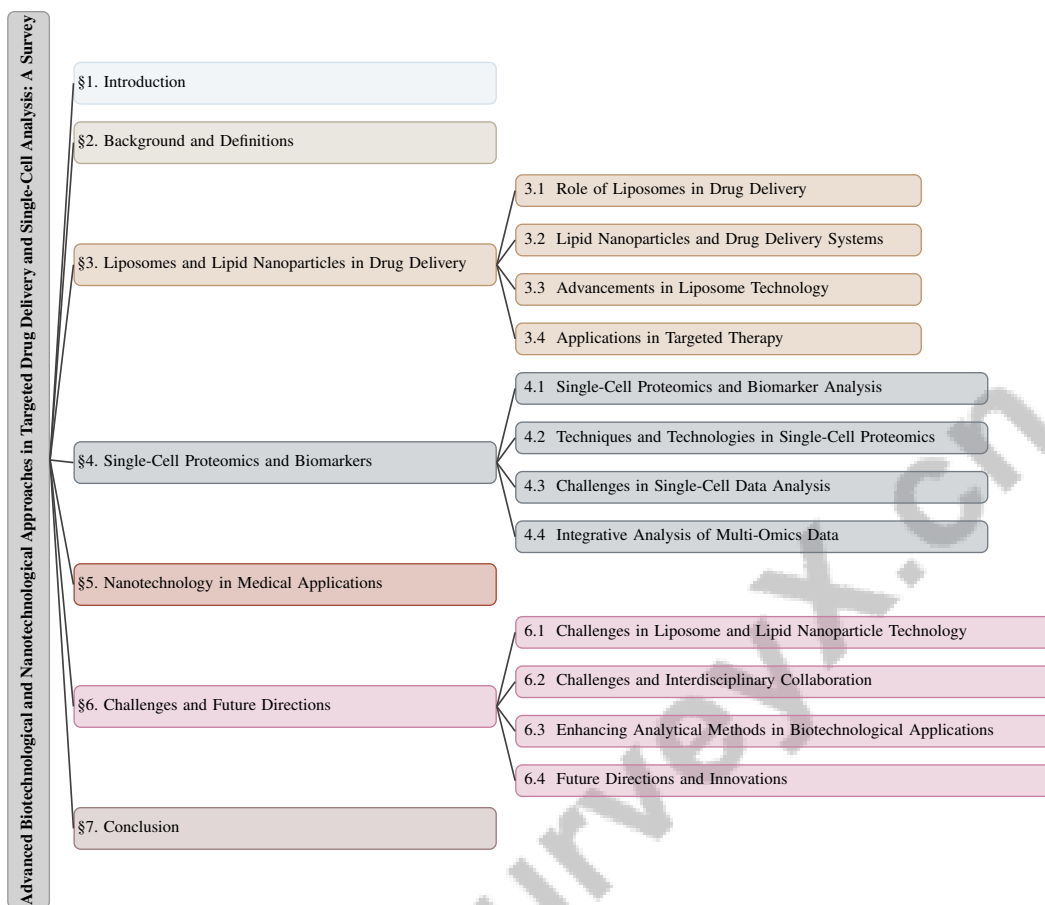 Advanced Biotechnological and Nanotechnological Approaches in Targeted Drug Delivery and Single-Cell Analysis: A Survey
§1. Introduction
§2. Background and Definitions
§3. Liposomes and Lipid Nanoparticles in Drug Delivery
3.1 Role of Liposomes in Drug Delivery
3.2 Lipid Nanoparticles and Drug Delivery Systems
3.3 Advancements in Liposome Technology
3.4 Applications in Targeted Therapy
§4. Single-Cell Proteomics and Biomarkers
4.1 Single-Cell Proteomics and Biomarker Analysis
4.2 Techniques and Technologies in Single-Cell Proteomics
4.3 Challenges in Single-Cell Data Analysis
4.4 Integrative Analysis of Multi-Omics Data
§5. Nanotechnology in Medical Applications
§6. Challenges and Future Directions
6.1 Challenges in Liposome and Lipid Nanoparticle Technology
6.2 Challenges and Interdisciplinary Collaboration
6.3 Enhancing Analytical Methods in Biotechnological Applications
6.4 Future Directions and Innovations
§7. Conclusion
urveyx.cn